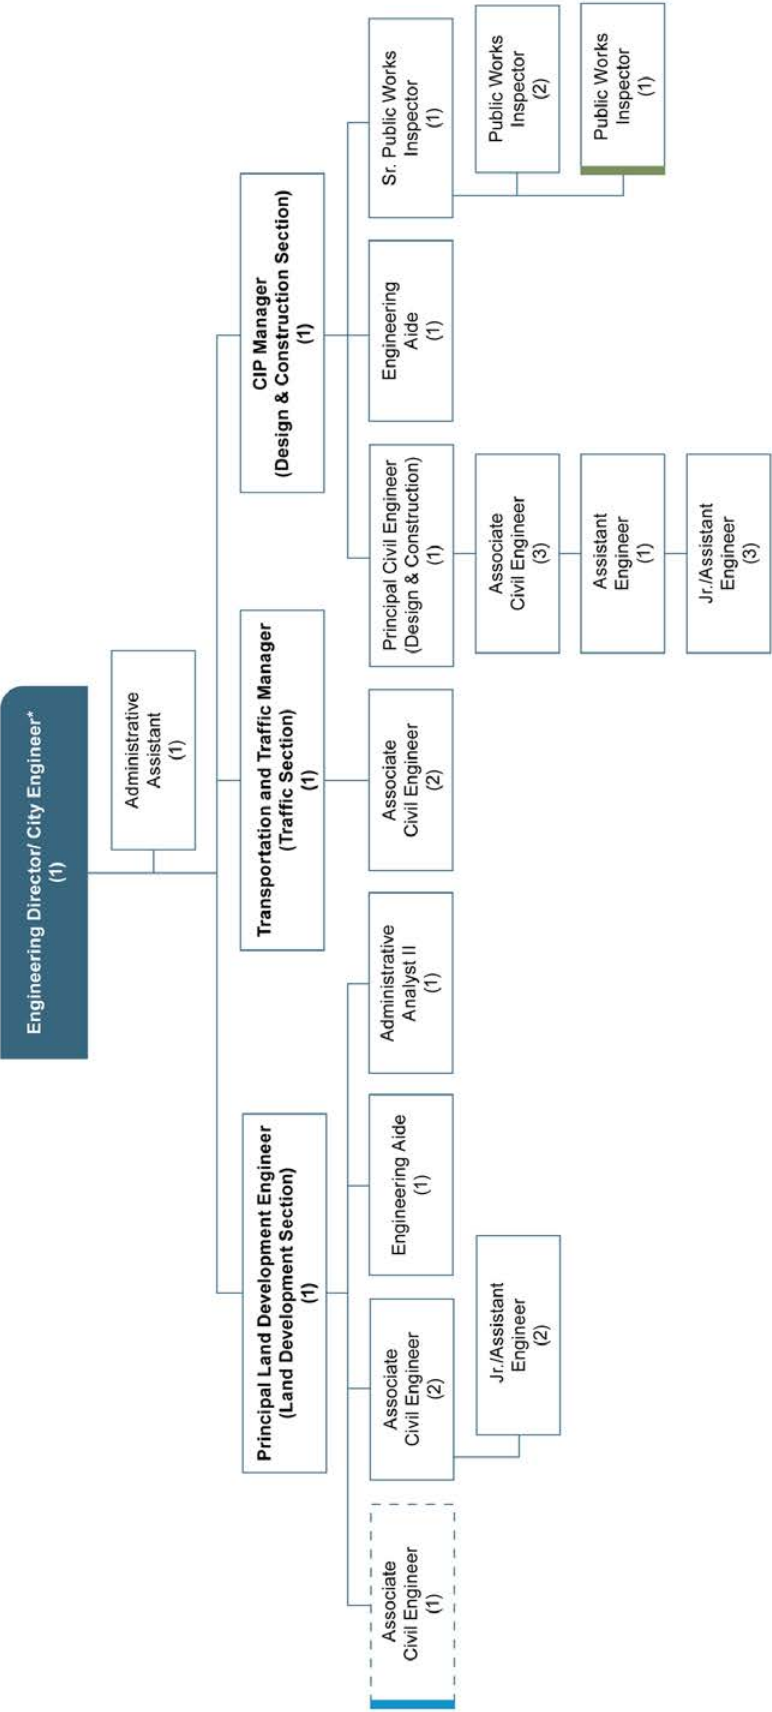 Engineering Director/ City Engineer*
(1)
Administrative
Assistant
(1)
Principal Land Development Engineer
(Land Development Section)
(1)
Transportation and Traffic Manager
(Traffic Section)
(1)
CIP Manager
(Design & Construction Section)
(1)
Associate
Civil Engineer
(1)
Associate
Civil Engineer
(2)
Engineering Aide
(1)
Administrative
Analyst II
(1)
Associate
Civil Engineer
(2)
Principal Civil Engineer
(Design & Construction)
(1)
Engineering
Aide
(1)
Sr. Public Works
Inspector
(1)
Jr./Assistant
Engineer
(2)
Associate
Civil Engineer
(3)
Public Works
Inspector
(2)
Assistant
Engineer
(1)
Public Works
Inspector
(1)
Jr./Assistant
Engineer
(3)